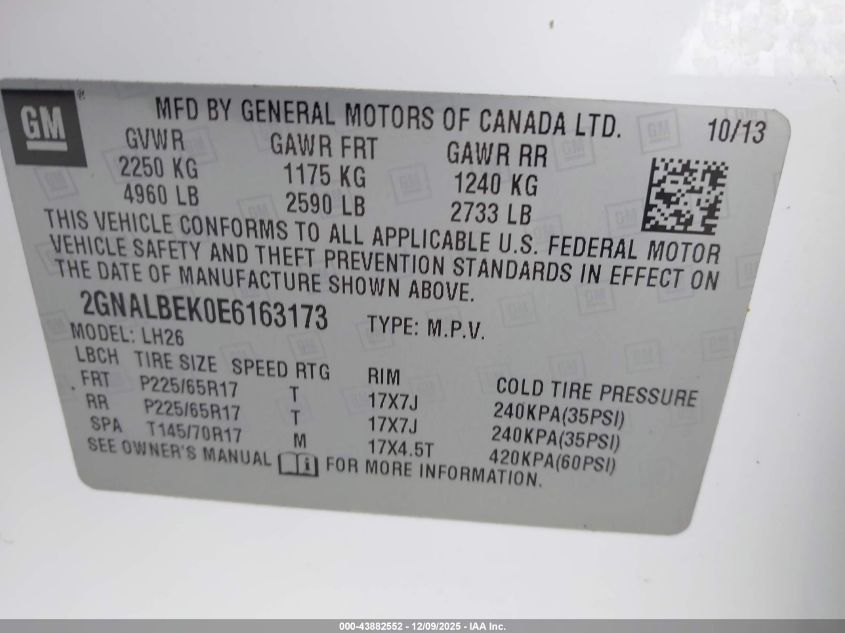 GM ®
MFD BY GENERAL MOTORS OF CANADA LTD. 10/13
GVWR GAWR FRT GAWR RR
2250 KG 1175 KG 1240 KG
4960 LB 2590 LB 2733 LB
THIS VEHICLE CONFORMS TO ALL APPLICABLE U.S. FEDERAL MOTOR
VEHICLE SAFETY AND THEFT PREVENTION STANDARDS IN EFFECT ON
THE DATE OF MANUFACTURE SHOWN ABOVE.
2GNALBEK0E6163173 TYPE: M.P.V.
MODEL: LH26
LBCH TIRE SIZE SPEED RTG RIM COLD TIRE PRESSURE
FRT P225/65R17 T 17X7J 240KPA(35PSI)
RR P225/65R17 T 17X7J 240KPA(35PSI)
SPA T145/70R17 M 17X4.5T 420KPA(60PSI)
SEE OWNER'S MANUAL i FOR MORE INFORMATION.
000-43882552 - 12/09/2025 - IAA Inc.